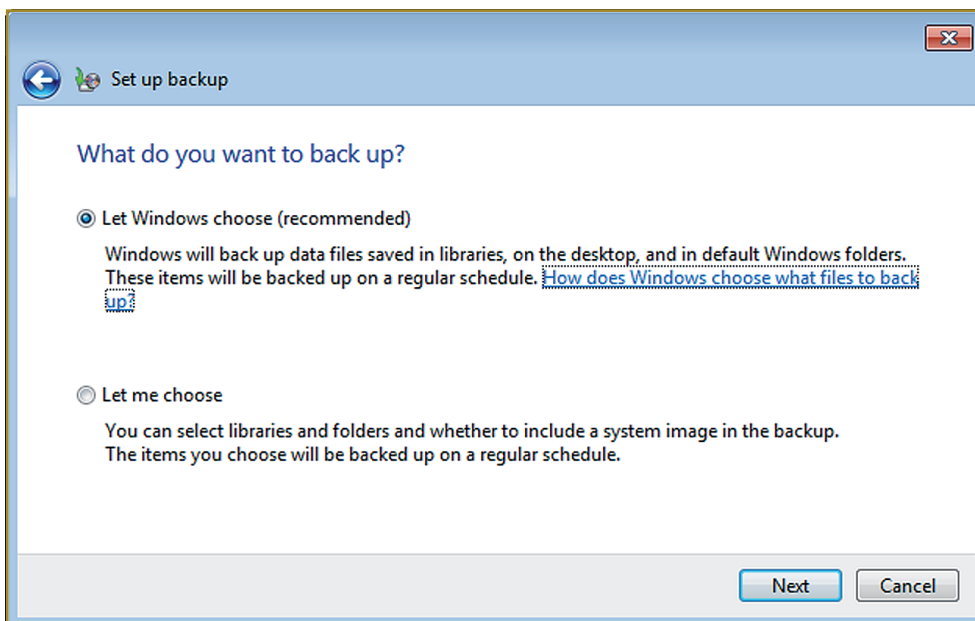 Set up backup
What do you want to back up?
Let Windows choose (recommended)
Windows will back up data files saved in libraries, on the desktop, and in default Windows folders.
These items will be backed up on a regular schedule. How does Windows choose what files to back
up?
Let me choose
You can select libraries and folders and whether to include a system image in the backup.
The items you choose will be backed up on a regular schedule.
Next Cancel